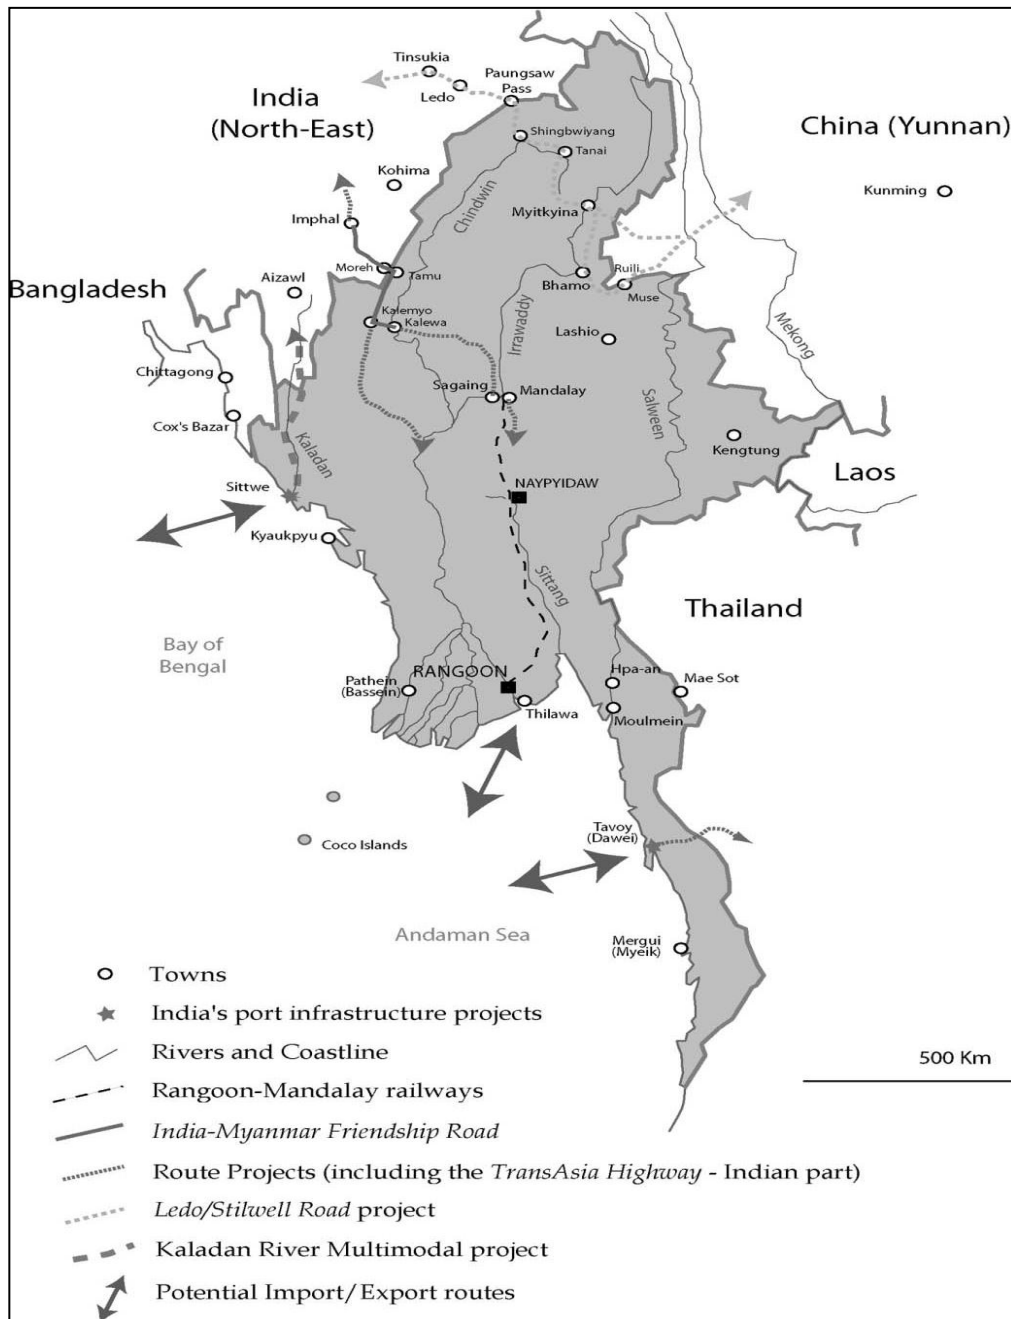 Tinsukia
Paungsaw
Pass
Ledo
India
(North-East)
China (Yunnan)
Shingbwiyang
Tanai
Kohima
Kunming
Chindwin
Myitkyina
Imphal
Moreh
Tamu
Ruili
Bhamo
Muse
Aizawl
Bangladesh
Kalemyo
Kalewa
Irrawaddy
Lashio
Mekong
Chittagong
Sagaing
Mandalay
Salween
Cox's Bazar
Kaladan
Kengtung
Laos
Sittwe
NAYPYIDAW
Kyaukpyu
Sittang
Thailand
Bay of
Bengal
RANGOON
Hpa-an
Pathein
(Bassein)
Mae Sot
Thilawa
Moulmein
Tavoy
(Dawei)
Coco Islands
Andaman Sea
Mergui
(Myeik)
Towns
India's port infrastructure projects
Rivers and Coastline
500 Km
Rangoon-Mandalay railways
India-Myanmar Friendship Road
Route Projects (including the TransAsia Highway - Indian part)
Ledo/Stilwell Road project
Kaladan River Multimodal project
Potential Import/Export routes